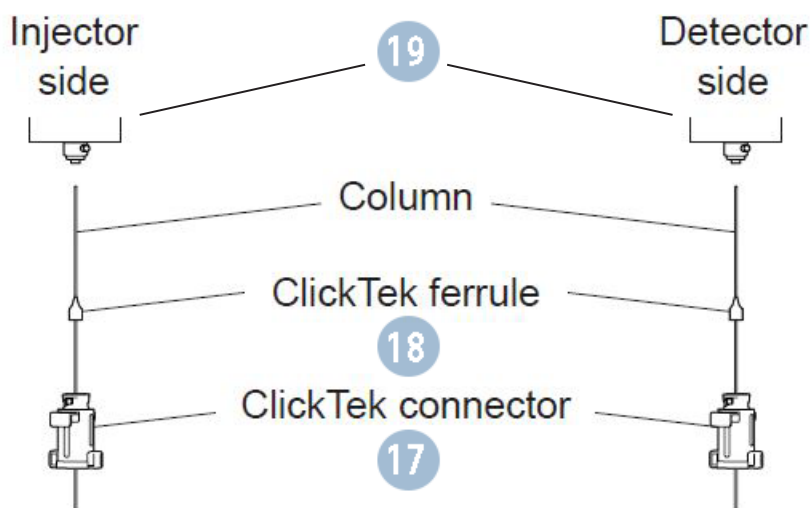 Injector
side
19
Detector
side
Column
ClickTek ferrule
18
ClickTek connector
17